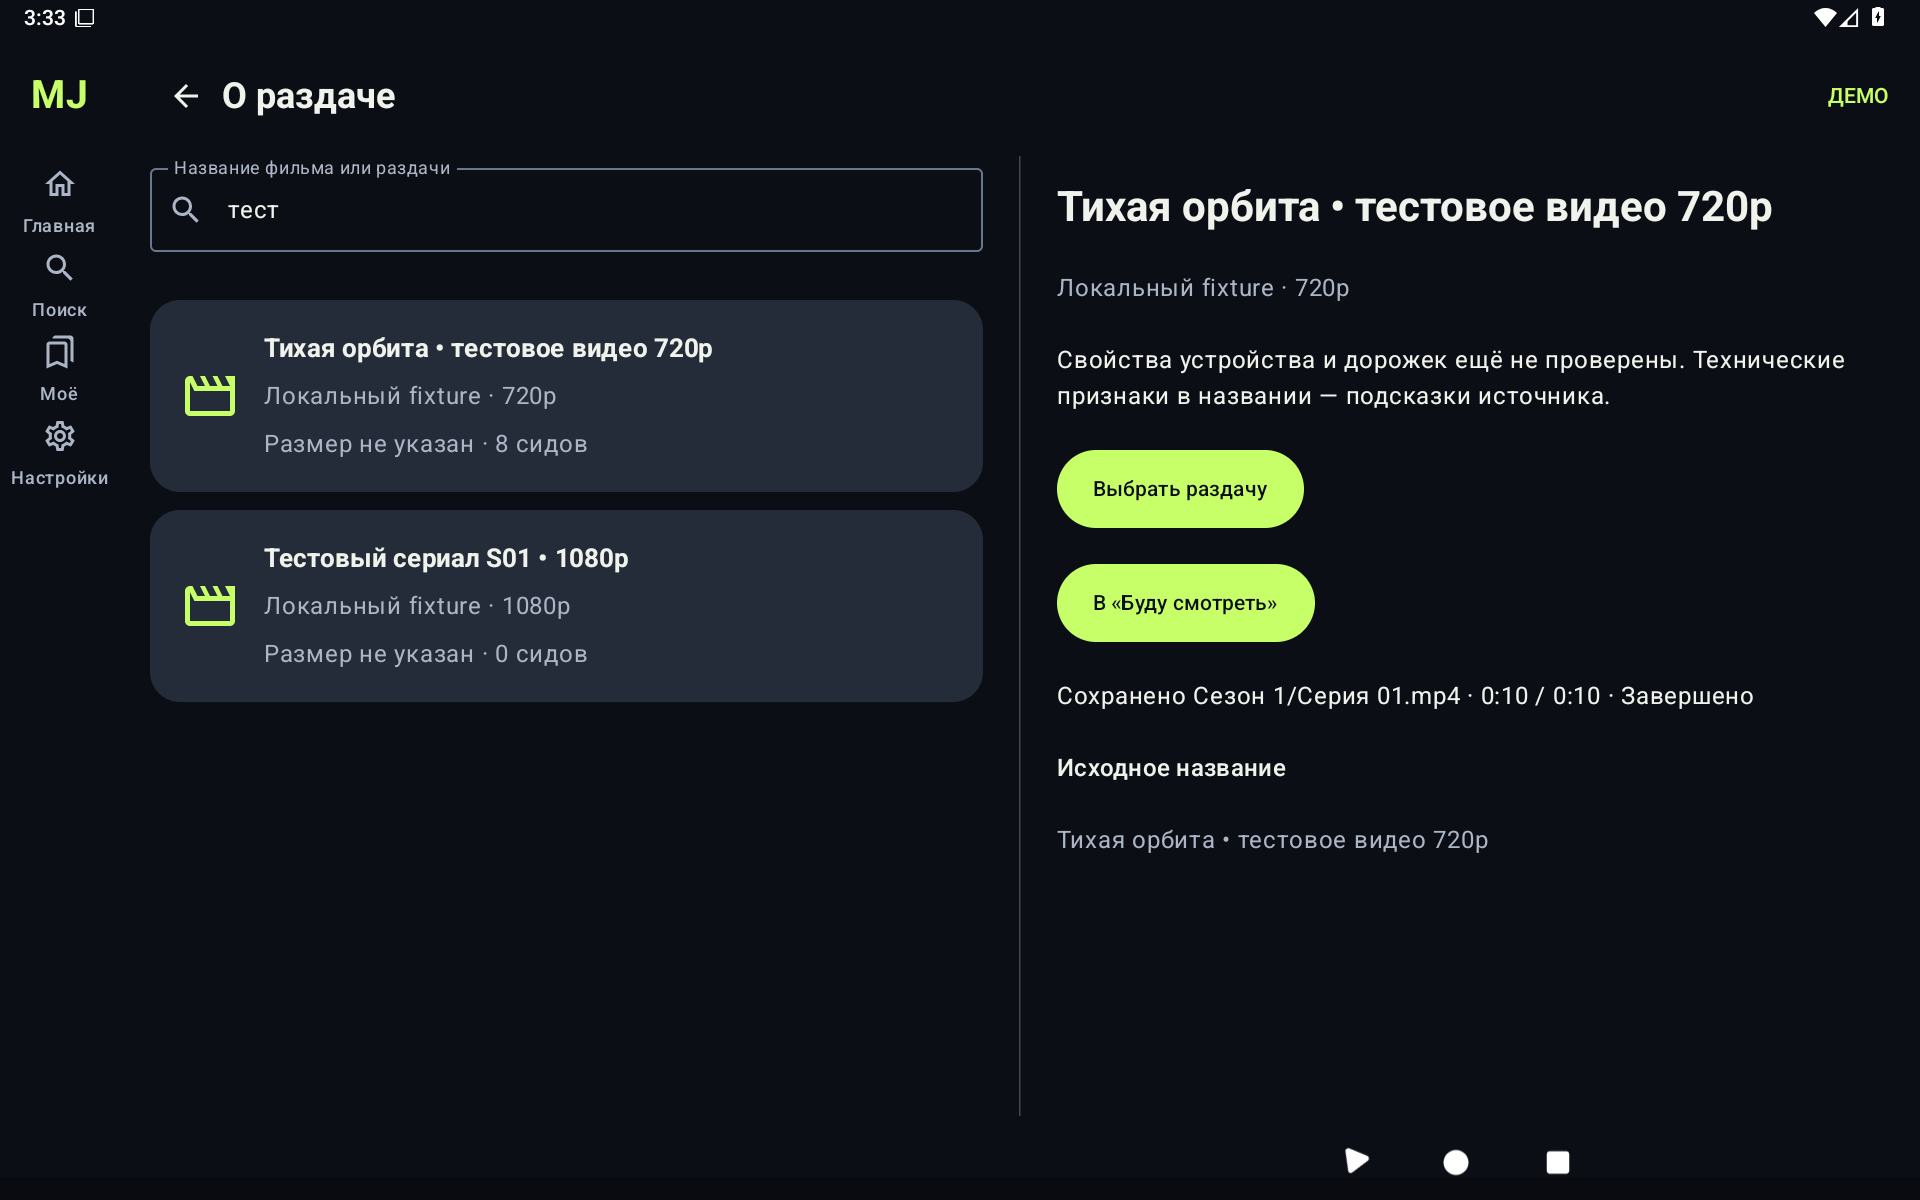 3:33
MJ
О раздаче
ДЕМО
Главная
Поиск
Моё
Настройки
Название фильма или раздачи
тест
Тихая орбита • тестовое видео 720p
Локальный fixture · 720p
Размер не указан · 8 сидов
Тестовый сериал S01 • 1080p
Локальный fixture · 1080p
Размер не указан · 0 сидов
Тихая орбита • тестовое видео 720p
Локальный fixture · 720p
Свойства устройства и дорожек ещё не проверены. Технические
признаки в названии — подсказки источника.
Выбрать раздачу
В «Буду смотреть»
Сохранено Сезон 1/Серия 01.mp4 · 0:10 / 0:10 · Завершено
Исходное название
Тихая орбита • тестовое видео 720p